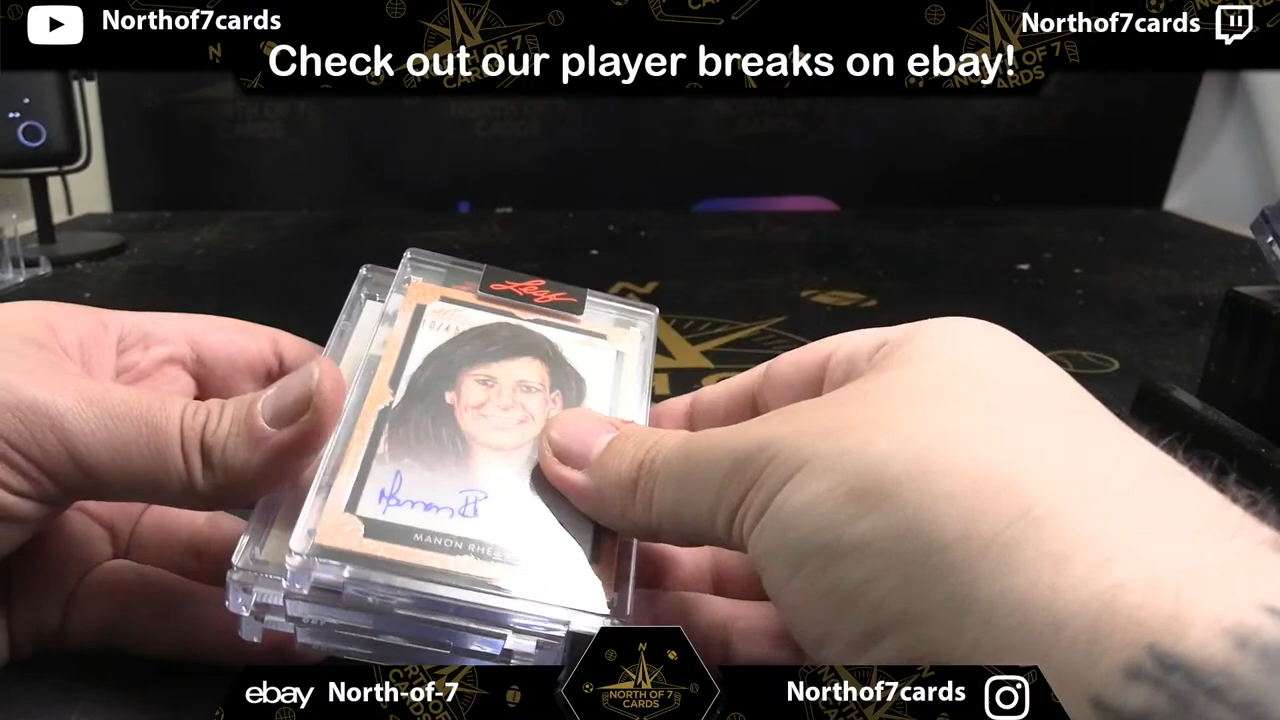 Northof7cards
Northof7cards
Check out our player breaks on ebay!
Leaf
MANON RHE
N
NORTH OF 7
CARDS
ebay North-of-7
Northof7cards